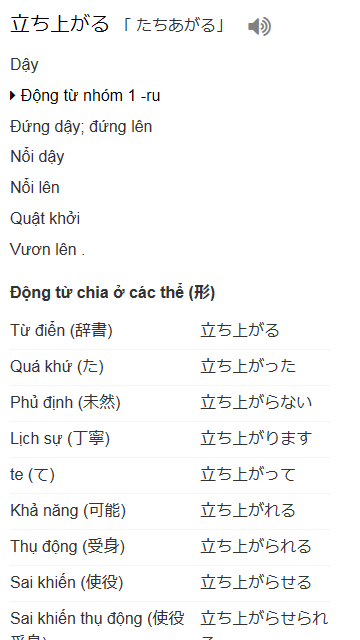 立ち上がる 「 たちあがる」
Dậy
Động từ nhóm 1 -ru
Đứng dậy; đứng lên
Nổi dậy
Nổi lên
Quật khởi
Vươn lên .
Động từ chia ở các thể (形)
Từ điển (辞書) 立ち上がる
Quá khứ (た) 立ち上がった
Phủ định (未然) 立ち上がらない
Lịch sự (丁寧) 立ち上がります
te (て) 立ち上がって
Khả năng (可能) 立ち上がれる
Thụ động (受身) 立ち上がられる
Sai khiến (使役) 立ち上がらせる
Sai khiến thụ động (使役 立ち上がらせられ